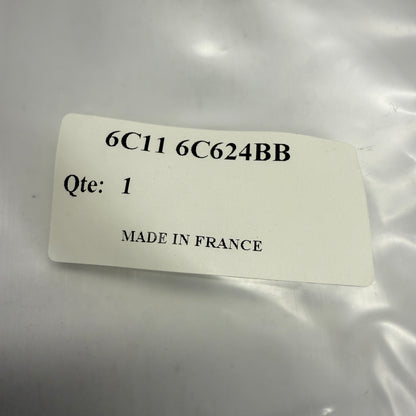 6C11 6C624BB
Qte: 1
MADE IN FRANCE